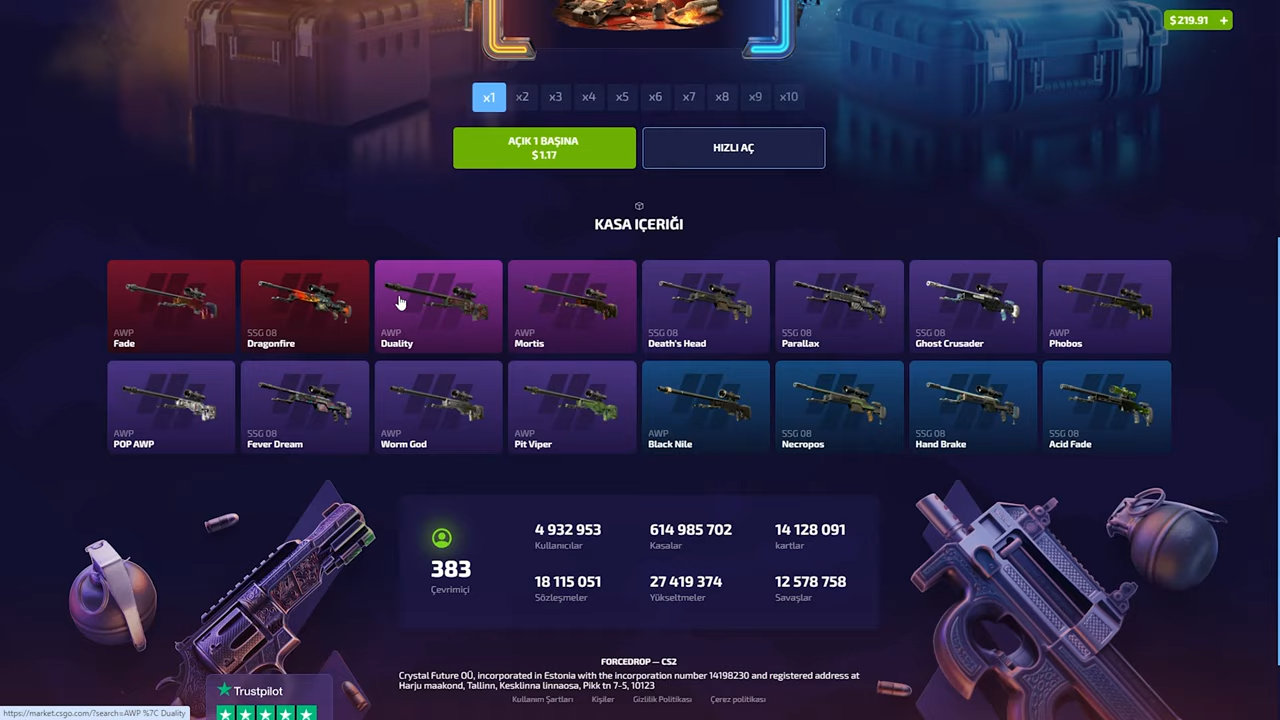 $219.91 +
x1 x2 x3 x4 x5 x6 x7 x8 x9 x10
AÇIK 1 BAŞINA
$1.17
HIZLI AÇ
KASA IÇERIĞI
AWP SSG 08 AWP AWP SSG 08 SSG 08 SSG 08 AWP
Fade Dragonfire Duality Mortis Death's Head Parallax Ghost Crusader Phobos
AWP SSG 08 AWP AWP AWP SSG 08 SSG 08 SSG 08
POP AWP Fever Dream Worm God Pit Viper Black Nile Necropos Hand Brake Acid Fade
383
Çevrimiçi
4 932 953 614 985 702 14 128 091
Kullanıcılar Kasalar kartlar
18 115 051 27 419 374 12 578 758
Sözleşmeler Yükseltmeler Savaşlar
FORCEDROP — CS2
Crystal Future OÜ, incorporated in Estonia with the incorporation number 14198230 and registered address at
Harju maakond, Tallinn, Kesklinna linnaosa, Pikk tn 7-5, 10123
Kullanım Şartları Kişiler Gizlilik Politikası Çerez politikası
Trustpilot
https://market.csgo.com/?search=AWP %7C Duality